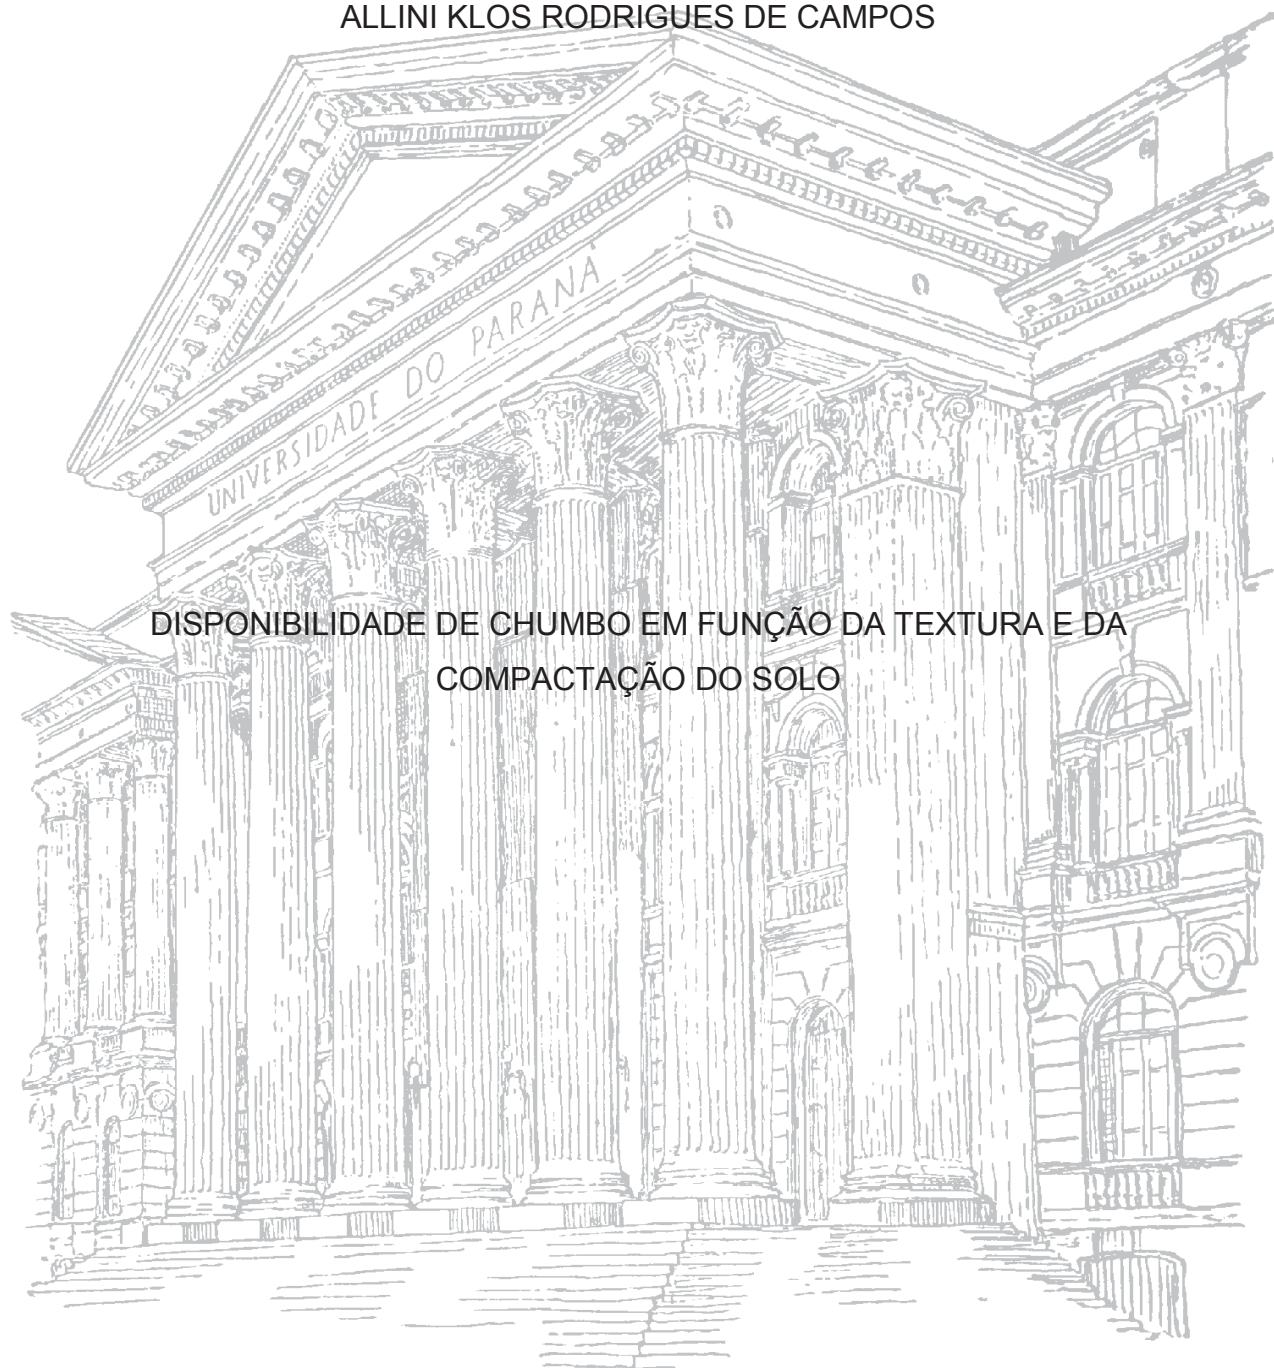 ALLINI KLOS RODRIGUES DE CAMPOS
UNIVERSIDADE DO PARANÁ
DISPONIBILIDADE DE CHUMBO EM FUNÇÃO DA TEXTURA E DA
COMPACTAÇÃO DO SOLO